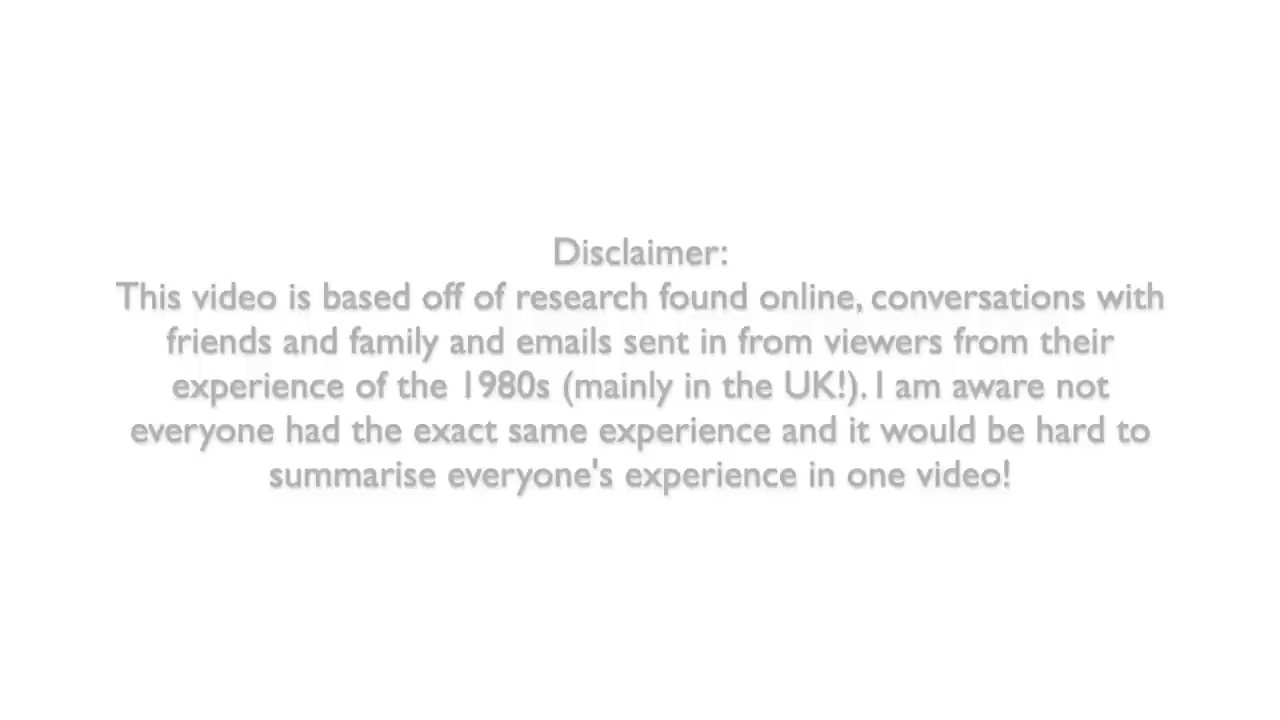 Disclaimer:
This video is based off of research found online, conversations with
friends and family and emails sent in from viewers from their
experience of the 1980s (mainly in the UK!). I am aware not
everyone had the exact same experience and it would be hard to
summarise everyone's experience in one video!